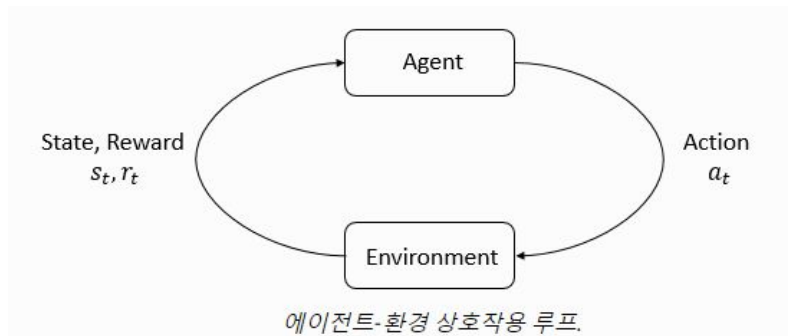 Agent
State, Reward
s_t, r_t
Action
a_t
Environment
에이전트-환경 상호작용 루프.